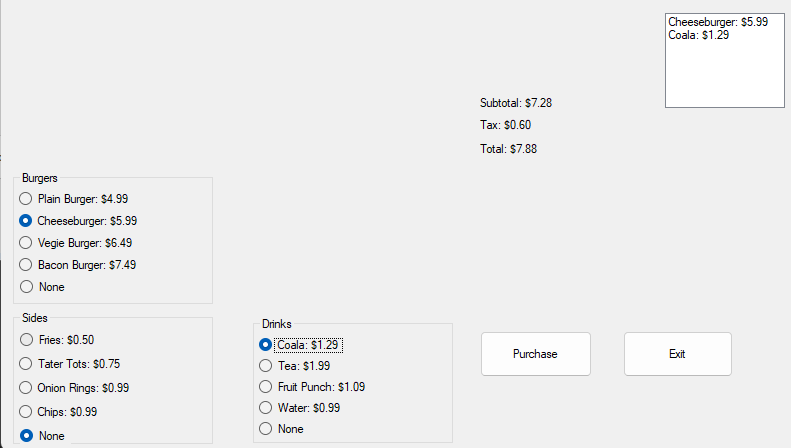 Cheeseburger: $5.99
Coala: $1.29
Subtotal: $7.28
Tax: $0.60
Total: $7.88
Burgers
Plain Burger: $4.99
Cheeseburger: $5.99
Vegie Burger: $6.49
Bacon Burger: $7.49
None
Sides
Fries: $0.50
Tater Tots: $0.75
Onion Rings: $0.99
Chips: $0.99
None
Drinks
Coala: $1.29
Tea: $1.99
Fruit Punch: $1.09
Water: $0.99
None
Purchase
Exit